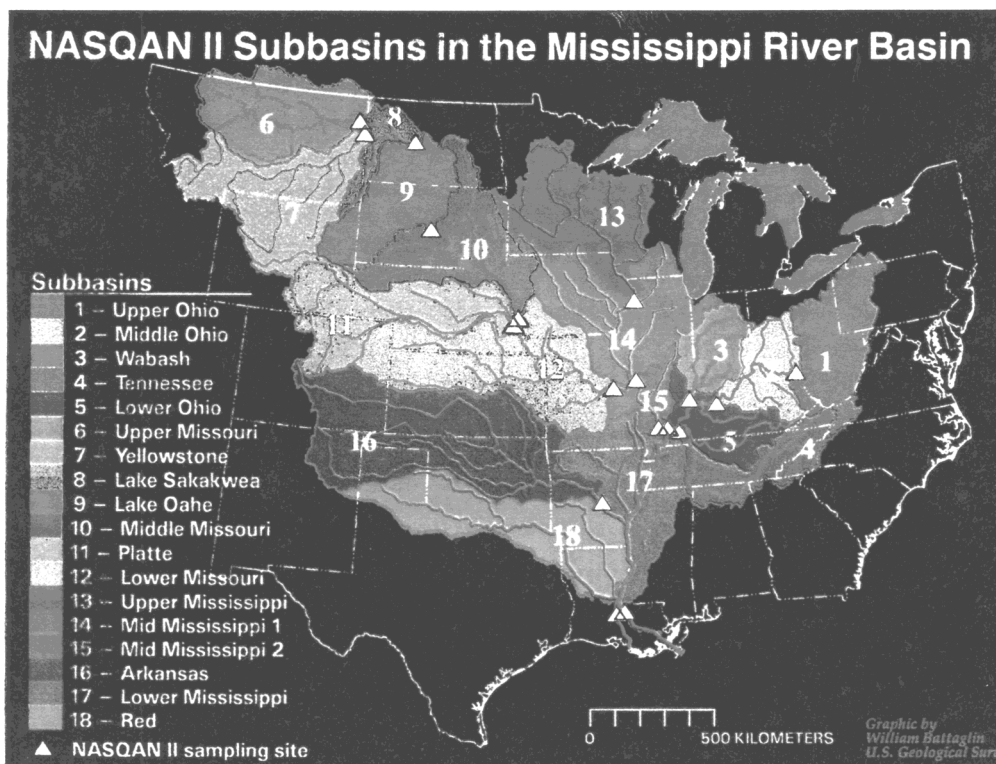 NASQAN II Subbasins in the Mississippi River Basin
6
8
9
7
13
10
11
12
14
3
1
15
5
4
16
17
18
Subbasins
1 – Upper Ohio
2 – Middle Ohio
3 – Wabash
4 – Tennessee
5 – Lower Ohio
6 – Upper Missouri
7 – Yellowstone
8 – Lake Sakakwea
9 – Lake Oahe
10 – Middle Missouri
11 – Platte
12 – Lower Missouri
13 – Upper Mississippi
14 – Mid Mississippi 1
15 – Mid Mississippi 2
16 – Arkansas
17 – Lower Mississippi
18 – Red
NASQAN II sampling site
0 500 KILOMETERS
Graphic by
William Battaglin
U.S. Geological Sur